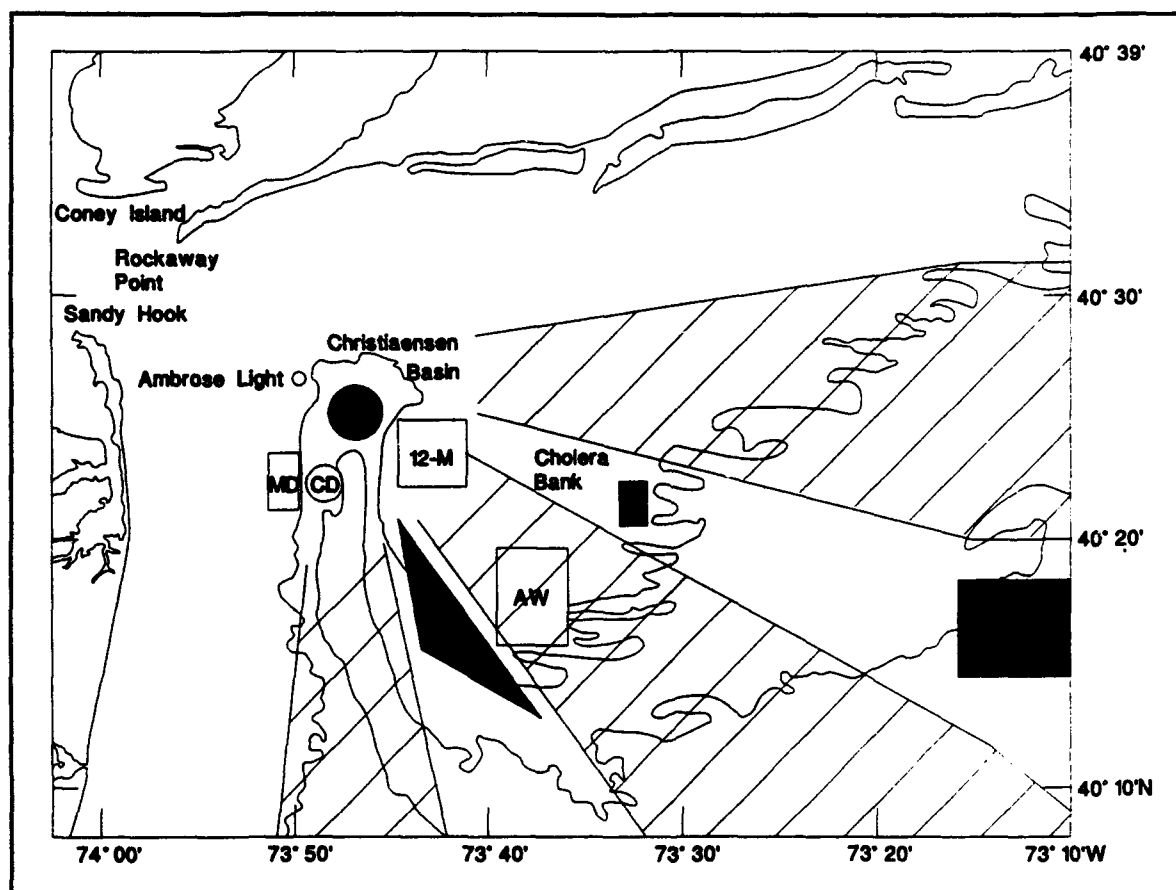 40° 39'
Coney Island
Rockaway
Point
40° 30'
Sandy Hook
Christiaensen
Basin
Ambrose Light
12-M
Cholera
Bank
MD
CD
40° 20'
AW
40° 10'N
74° 00'
73° 50'
73° 40'
73° 30'
73° 20'
73° 10'W